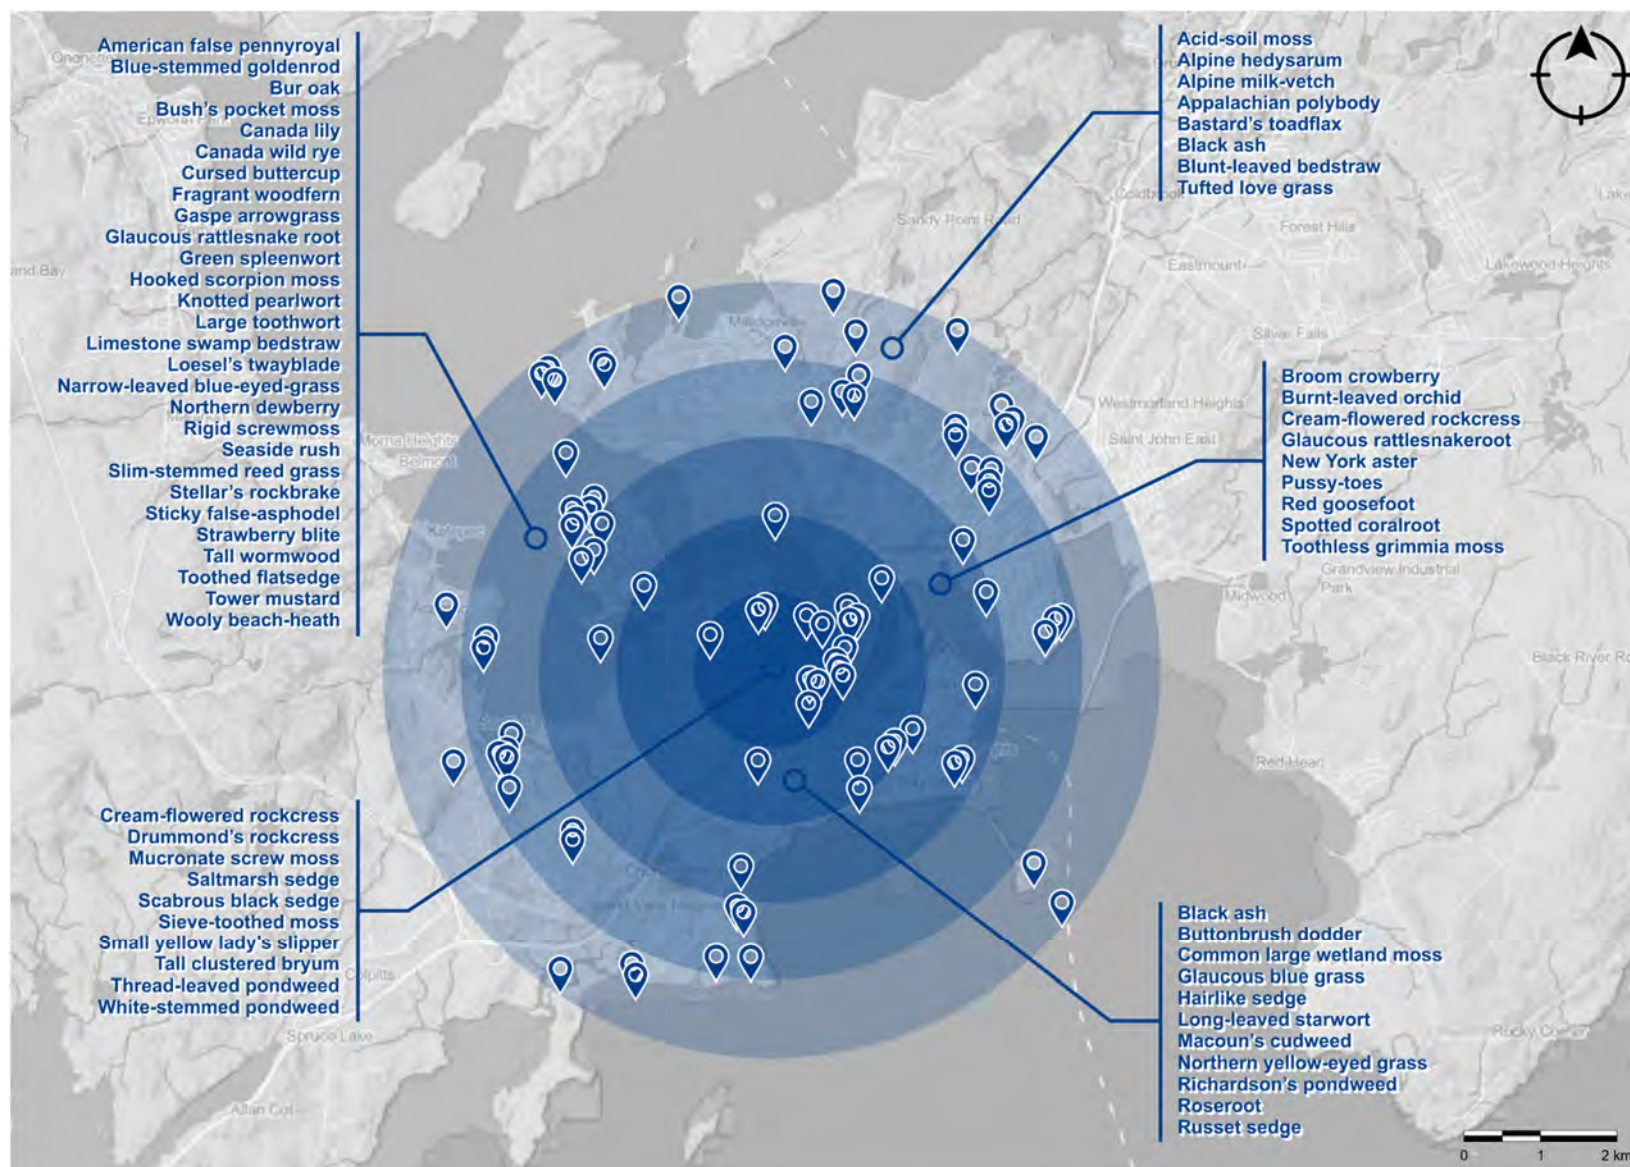 American false pennyroyal
Blue-stemmed goldenrod
Bur oak
Bush's pocket moss
Canada lily
Canada wild rye
Cursed buttercup
Fragrant woodfern
Gaspe arrowgrass
Glaucous rattlesnake root
Green spleenwort
Hooked scorpion moss
Knotted pearlwort
Large toothwort
Limestone swamp bedstraw
Loesel's twayblade
Narrow-leaved blue-eyed-grass
Northern dewberry
Rigid screwmoss
Seaside rush
Slim-stemmed reed grass
Stellar's rockbrake
Sticky false-asphodel
Strawberry blite
Tall wormwood
Toothed flatsedge
Tower mustard
Wooly beach-heath
Acid-soil moss
Alpine hedysarum
Alpine milk-vetch
Appalachian polybody
Bastard's toadflax
Black ash
Blunt-leaved bedstraw
Tufted love grass
Broom crowberry
Burnt-leaved orchid
Cream-flowered rockcress
Glaucous rattlesnakeroot
New York aster
Pussy-toes
Red goosefoot
Spotted coralroot
Toothless grimmia moss
Cream-flowered rockcress
Drummond's rockcress
Mucronate screw moss
Saltmarsh sedge
Scabrous black sedge
Sieve-toothed moss
Small yellow lady's slipper
Tall clustered bryum
Thread-leaved pondweed
White-stemmed pondweed
Black ash
Buttonbrush dodder
Common large wetland moss
Glaucous blue grass
Hairlike sedge
Long-leaved starwort
Macoun's cudweed
Northern yellow-eyed grass
Richardson's pondweed
Roseroot
Russet sedge
Sandy Point Road
Coldbrook
Forest Hills
Eastmount
Lakewood Heights
Silver Falls
Westmorland Heights
Saint John East
Grandview Industrial
Park
Midwood
Black River
Red Head
Morna Heights
Belmont
Spruce Lake
0 1 2 km